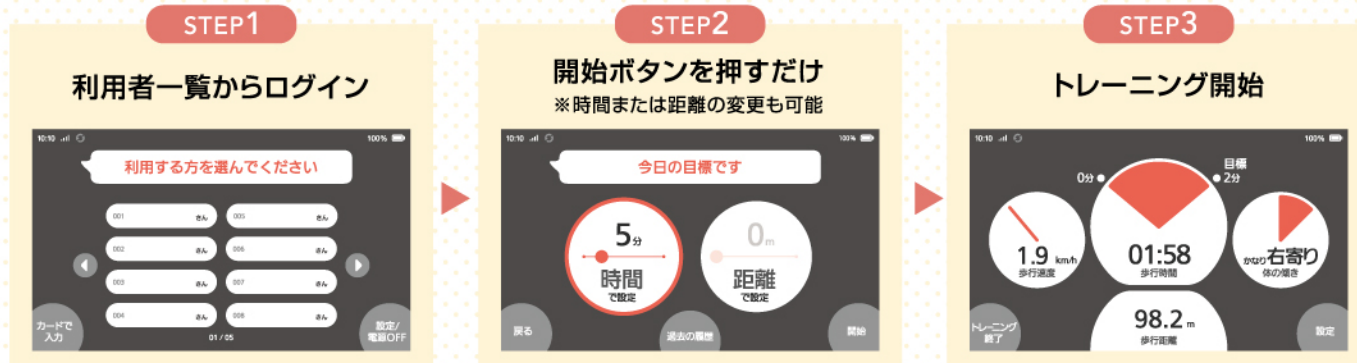 STEP1
利用者一覧からログイン
10:10
100%
利用する方を選んでください
001 さん
005 さん
002 さん
006 さん
003 さん
007 さん
004 さん
008 さん
カードで
入力
01 / 05
設定/
電源OFF
STEP2
開始ボタンを押すだけ
※時間または距離の変更も可能
10:10
100%
今日の目標です
5分
時間
で設定
0m
距離
で設定
戻る
過去の履歴
開始
STEP3
トレーニング開始
10:10
100%
0分
目標
2分
1.9 km/h
歩行速度
01:58
歩行時間
かなり右寄り
体の傾き
98.2 m
歩行距離
トレーニング
終了
設定